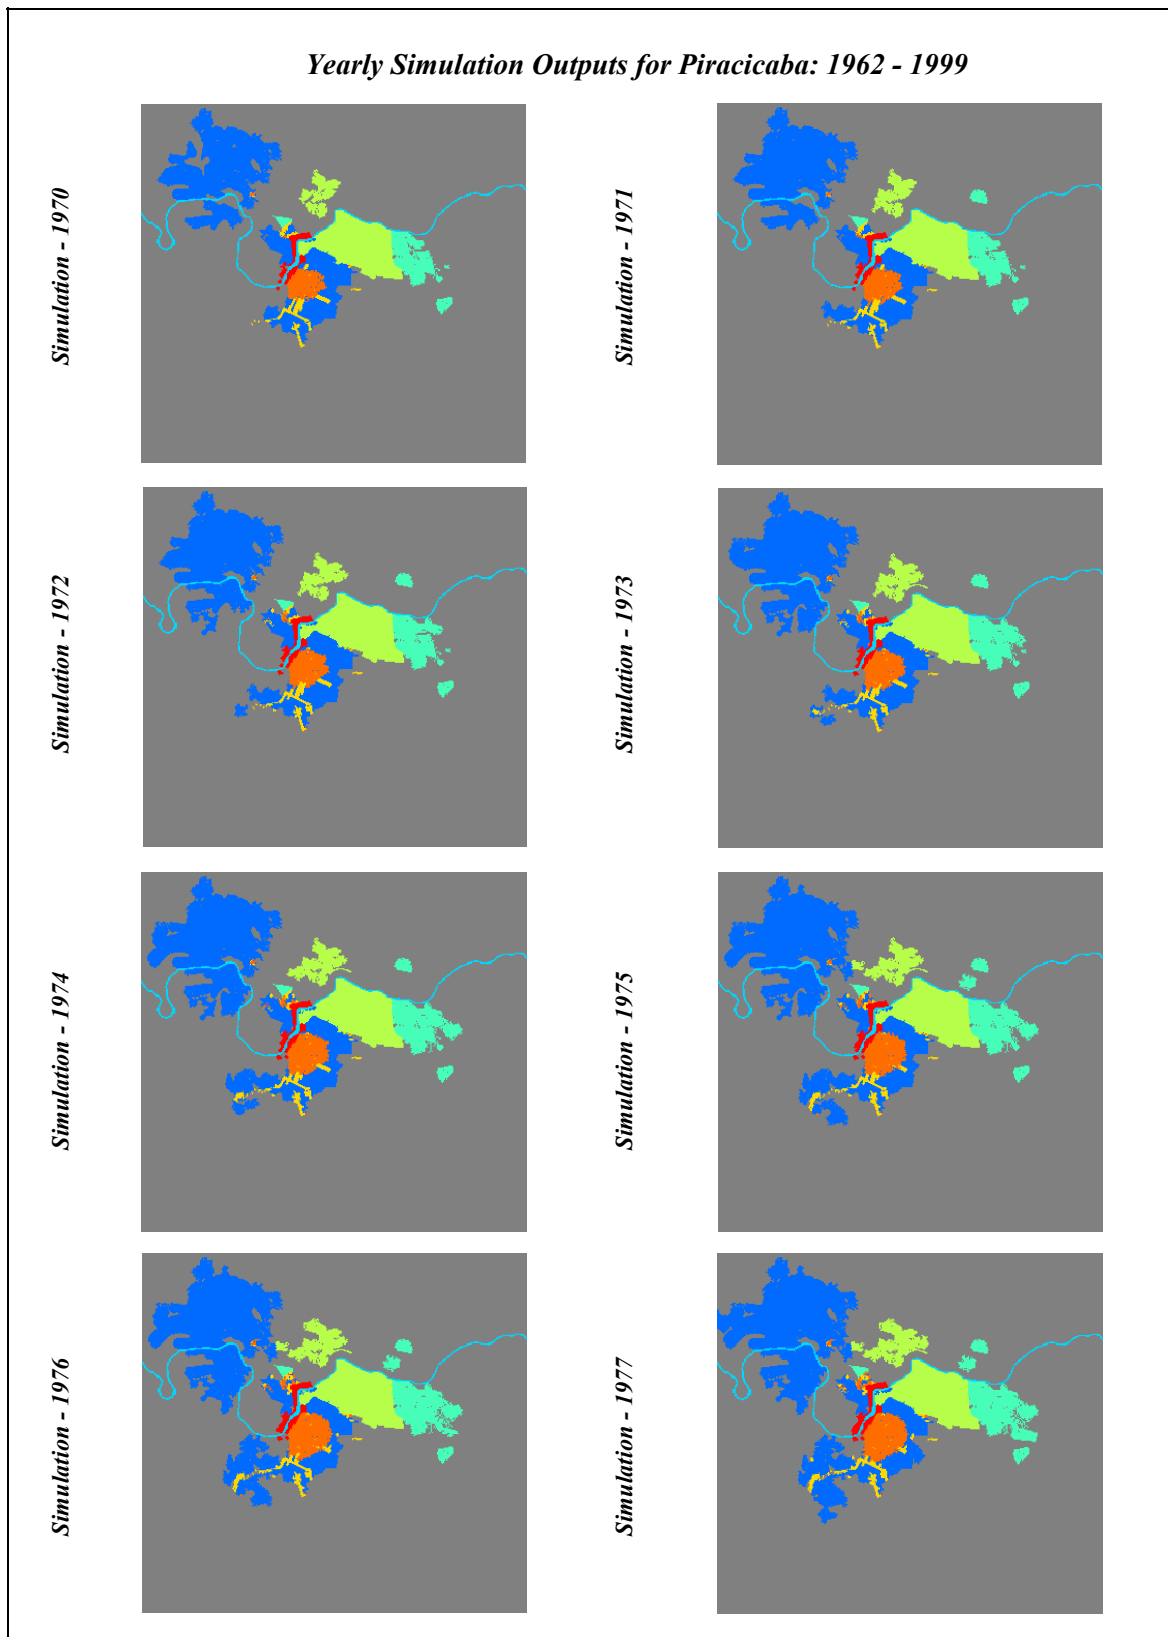 Yearly Simulation Outputs for Piracicaba: 1962 - 1999
Simulation - 1970
Simulation - 1971
Simulation - 1972
Simulation - 1973
Simulation - 1974
Simulation - 1975
Simulation - 1976
Simulation - 1977